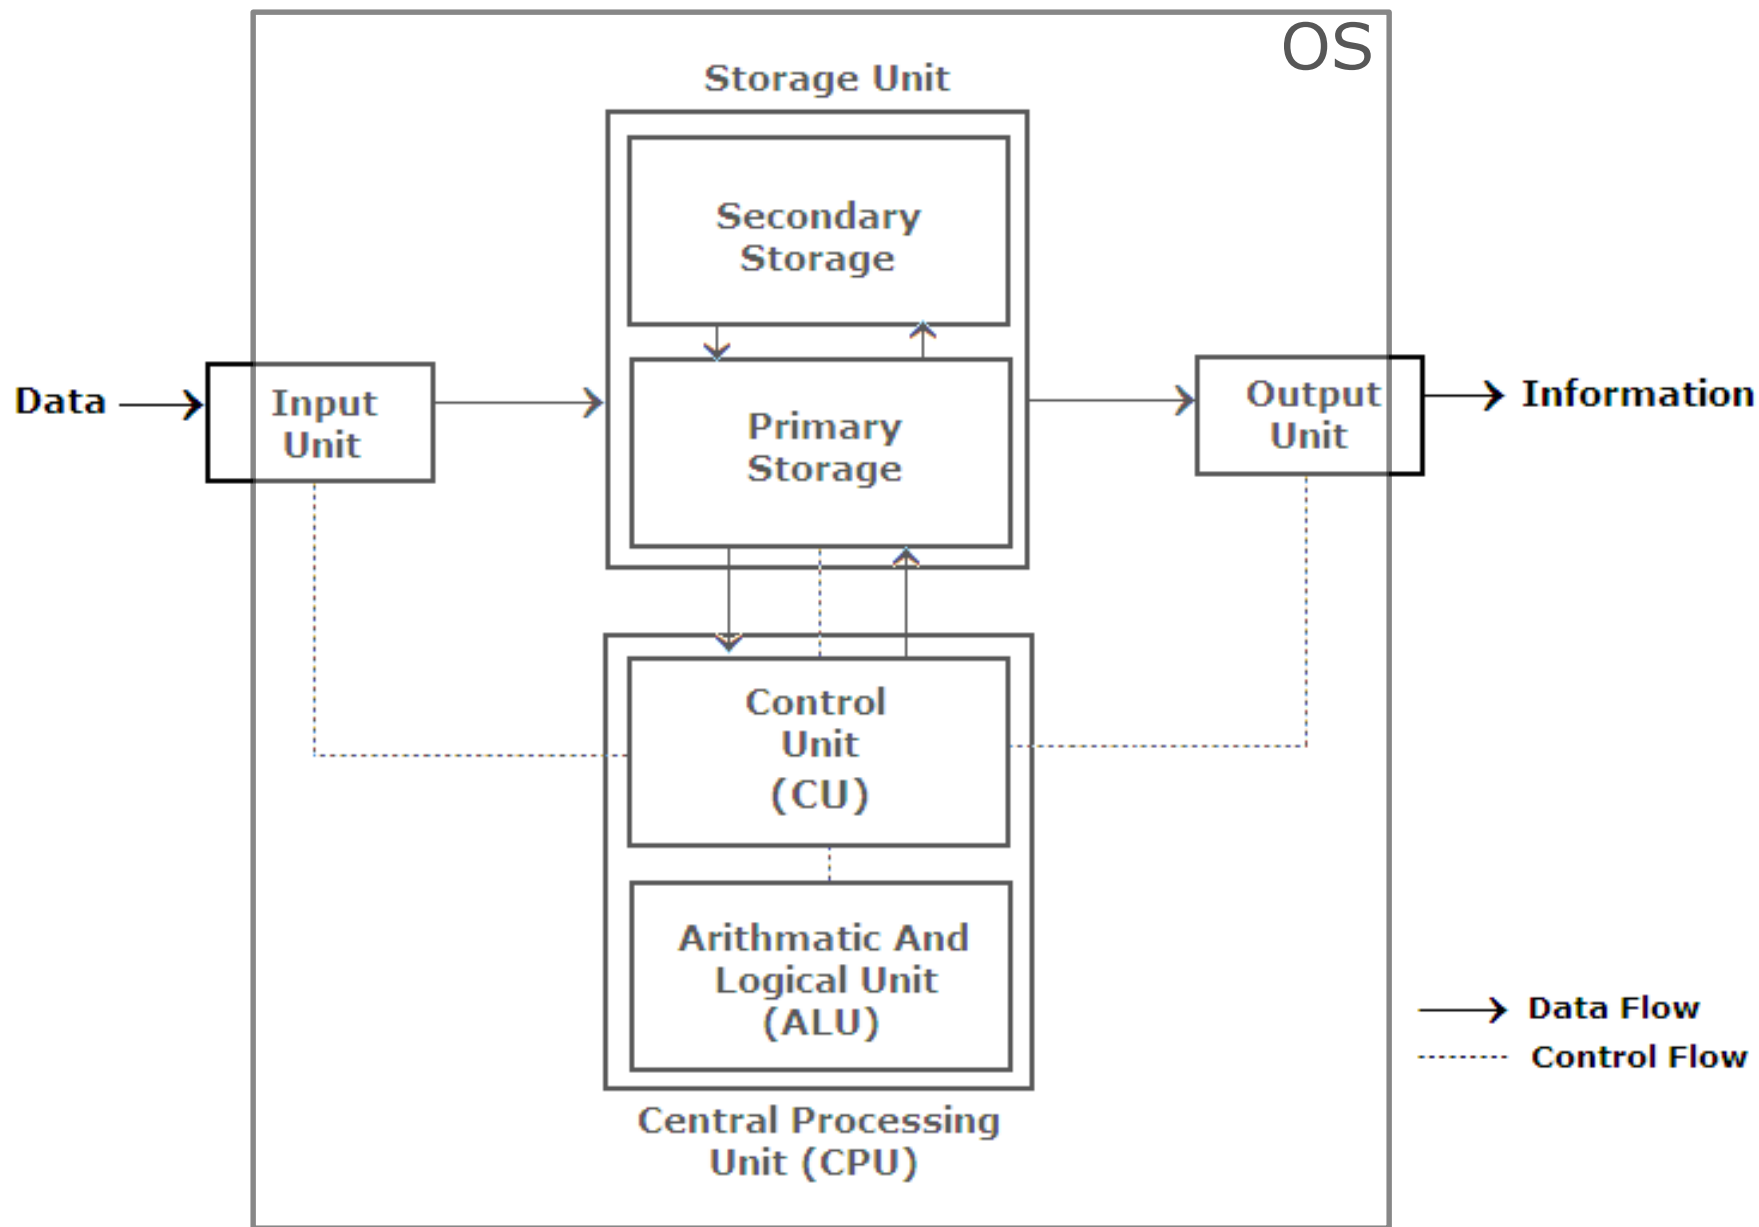 OS
Storage Unit
Secondary
Storage
Data
Input
Unit
Primary
Storage
Output
Unit
Information
Control
Unit
(CU)
Arithmatic And
Logical Unit
(ALU)
Data Flow
Control Flow
Central Processing
Unit (CPU)